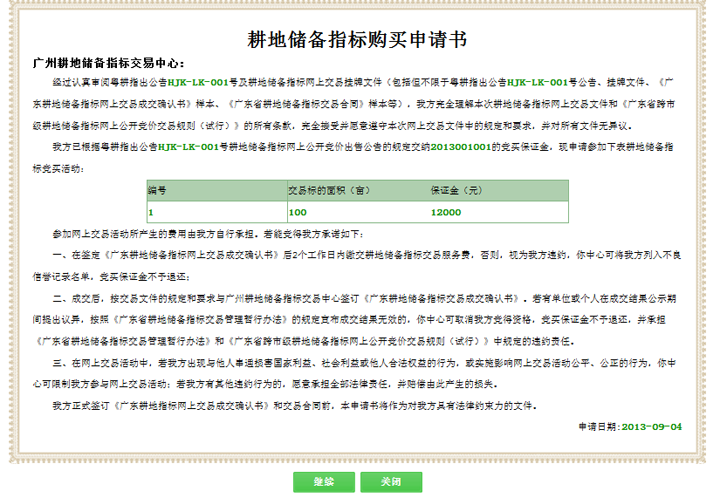 耕地储备指标购买申请书
广州耕地储备指标交易中心：
经过认真审阅粤耕指出公告HJK-LK-001号及耕地储备指标网上交易挂牌文件（包括但不限于粤耕指出公告HJK-LK-001号公告、挂牌文件、《广
东耕地储备指标网上交易成交确认书》样本、《广东省耕地储备指标交易合同》样本等），我方完全理解本次耕地储备指标网上交易文件和《广东省跨市
级耕地储备指标网上公开竞价交易规则（试行）》的所有条款，完全接受并愿意遵守本次网上交易文件中的规定和要求，并对所有文件无异议。
我方已根据粤耕指出公告HJK-LK-001号耕地储备指标网上公开竞价出售公告的规定交纳2013001001的竞买保证金，现申请参加下表耕地储备指
标竞买活动：
编号 交易标的面积（亩） 保证金（元）
1 100 12000
参加网上交易活动所产生的费用由我方自行承担。若能竞得我方承诺如下：
一、在签定《广东耕地储备指标网上交易成交确认书》后2个工作日内缴交耕地储备指标交易服务费，否则，视为我方违约，你中心可将我方列入不良
信誉记录名单，竞买保证金不予退还；
二、成交后，按交易文件的规定和要求与广州耕地储备指标交易中心签订《广东耕地储备指标交易成交确认书》。若有单位或个人在成交结果公示期
间提出议异，按照《广东省耕地储备指标交易管理暂行办法》的规定宣布成交结果无效的，你中心可取消我方竞得资格，竞买保证金不予退还，并承担
《广东省耕地储备指标交易管理暂行办法》和《广东省跨市级耕地储备指标网上公开竞价交易规则（试行）》中规定的违约责任。
三、在网上交易活动中，若我方出现与他人串通损害国家利益、社会利益或他人合法权益的行为，或实施影响网上交易活动公平、公正的行为，你中
心可限制我方参与网上交易活动；若我方有其他违约行为的，愿意承担全部法律责任，并赔偿由此产生的损失。
我方正式签订《广东耕地指标网上交易成交确认书》和交易合同前，本申请书将作为对我方具有法律约束力的文件。
申请日期:2013-09-04
继续 关闭